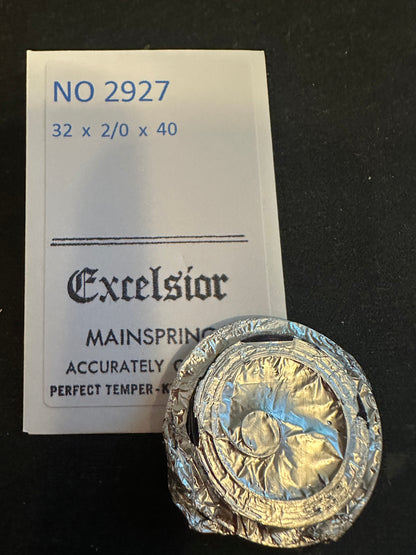 NO 2927
32 x 2/0 x 40
Excelsior
MAINSPRING
ACCURATELY
PERFECT TEMPER-